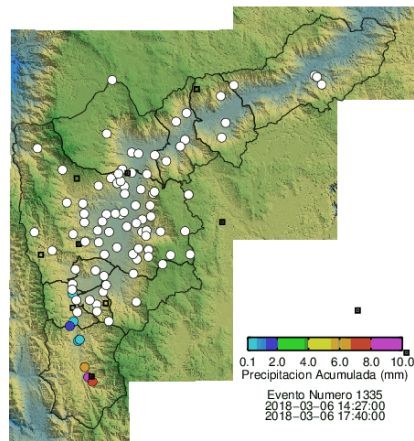 0.1 2.0 4.0 6.0 8.0 10.0
Precipitacion Acumulada (mm)
Evento Numero 1335
2018-03-06 14:27:00
2018-03-06 17:40:00